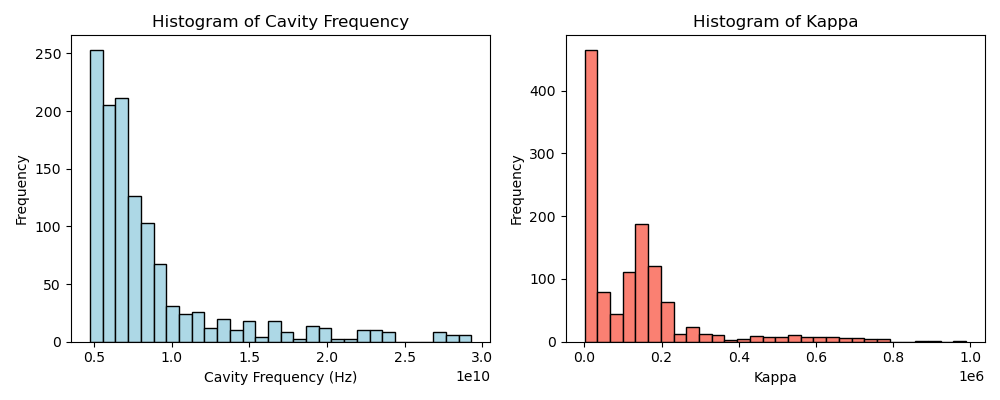 Histogram of Cavity Frequency
Frequency
250
200
150
100
50
0
0.5
1.0
1.5
2.0
2.5
3.0
1e10
Cavity Frequency (Hz)
Histogram of Kappa
Frequency
400
300
200
100
0
0.0
0.2
0.4
0.6
0.8
1.0
1e6
Kappa